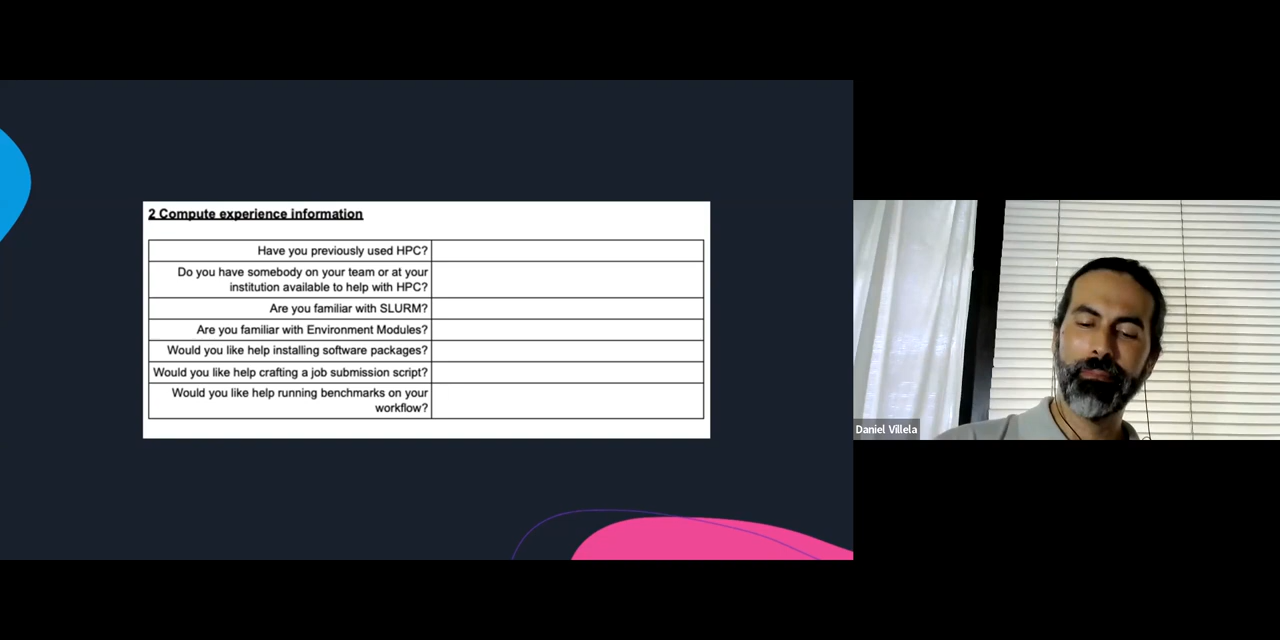 2 Compute experience information
Have you previously used HPC?
Do you have somebody on your team or at your
institution available to help with HPC?
Are you familiar with SLURM?
Are you familiar with Environment Modules?
Would you like help installing software packages?
Would you like help crafting a job submission script?
Would you like help running benchmarks on your
workflow?
Daniel Villela